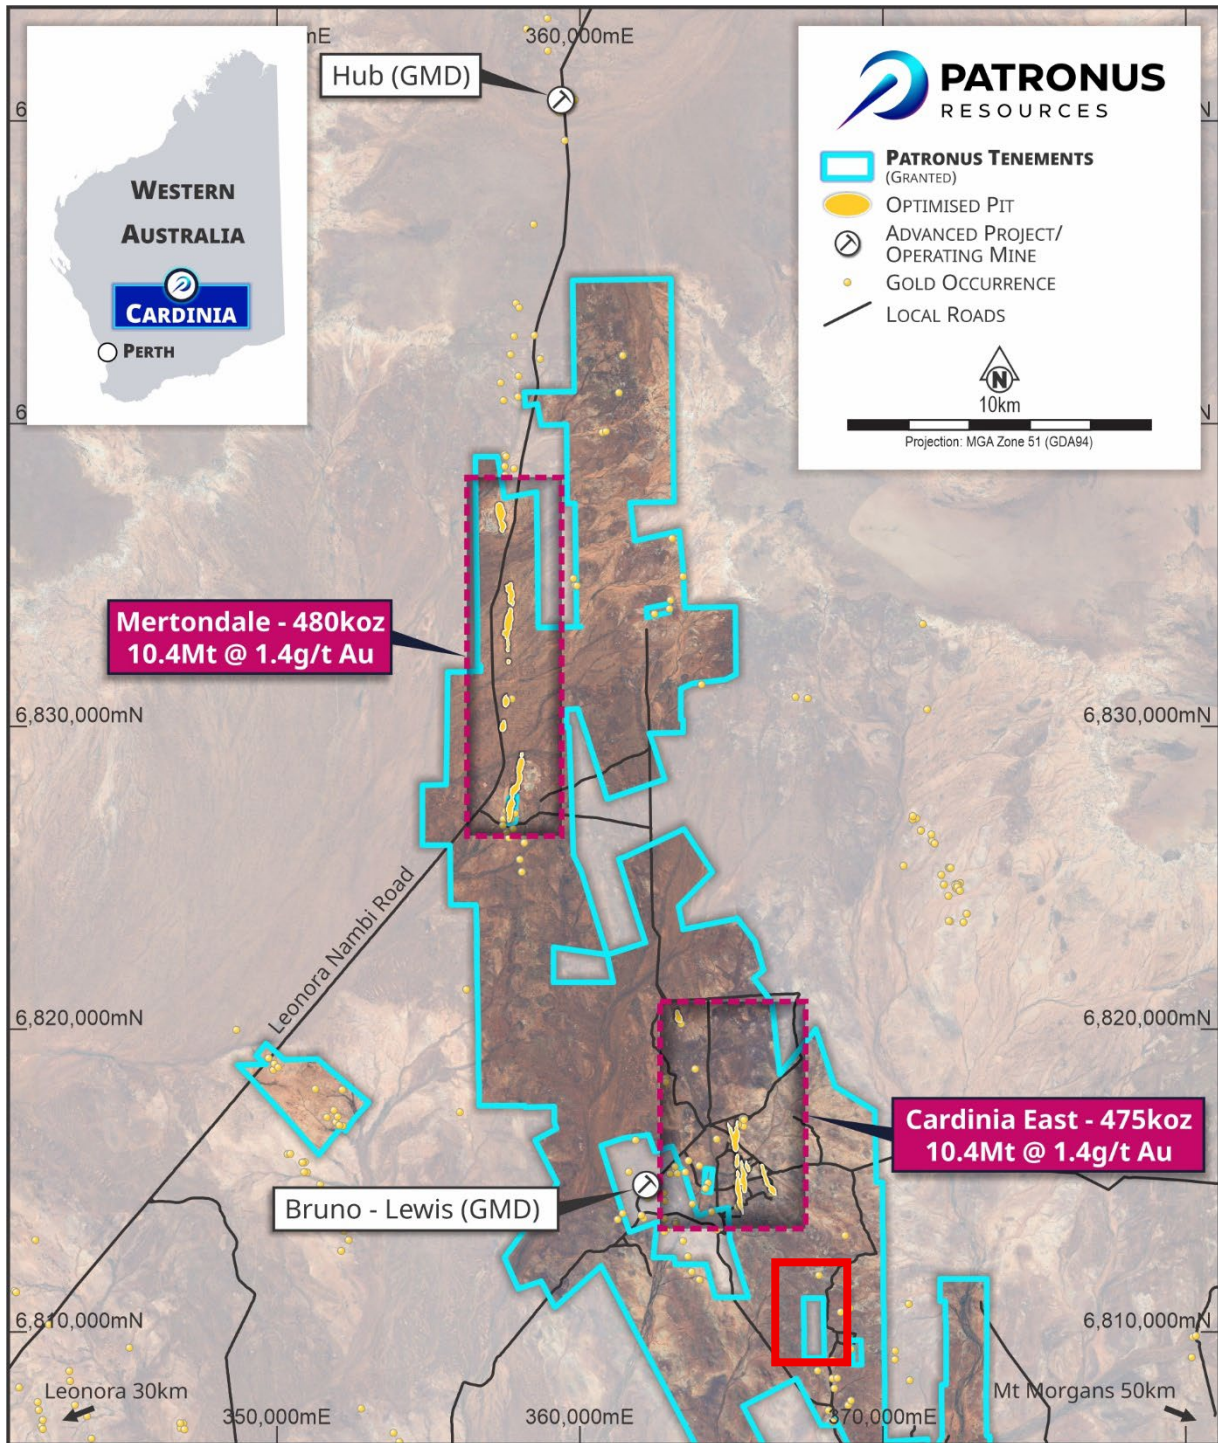 mE
360,000mE
Hub (GMD)
PATRONUS
RESOURCES
PATRONUS TENEMENTS
(GRANTED)
OPTIMISED PIT
ADVANCED PROJECT/
OPERATING MINE
GOLD OCCURRENCE
LOCAL ROADS
N
10km
Projection: MGA Zone 51 (GDA94)
WESTERN
AUSTRALIA
CARDINIA
PERTH
6
N
6
N
Mertondale - 480koz
10.4Mt @ 1.4g/t Au
6,830,000mN
6,830,000mN
Leonora Nambi Road
6,820,000mN
6,820,000mN
Cardinia East - 475koz
10.4Mt @ 1.4g/t Au
Bruno - Lewis (GMD)
6,810,000mN
6,810,000mN
Leonora 30km
Mt Morgans 50km
350,000mE
360,000mE
370,000mE